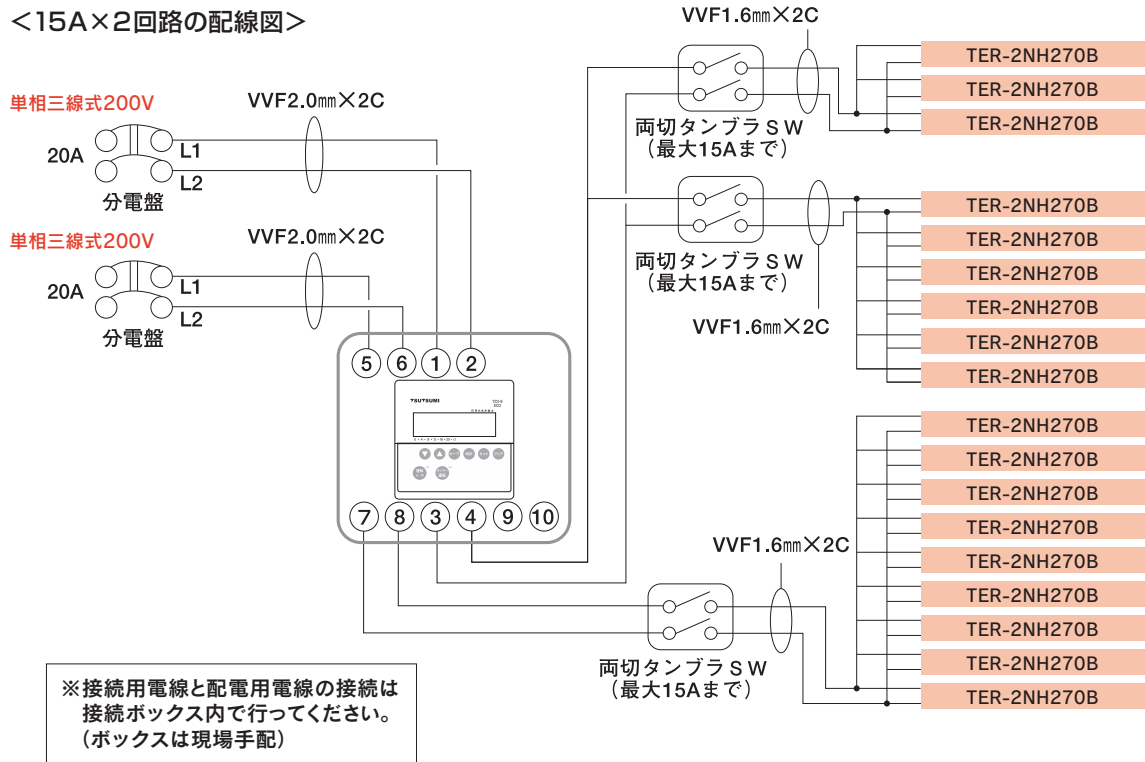 <15A×2回路の配線図>
単相三線式200V
VVF2.0㎜×2C
20A
L1
L2
分電盤
単相三線式200V
VVF2.0㎜×2C
20A
L1
L2
分電盤
VVF1.6㎜×2C
両切タンブラSW
(最大15Aまで)
TER-2NH270B
TER-2NH270B
TER-2NH270B
両切タンブラSW
(最大15Aまで)
VVF1.6㎜×2C
TER-2NH270B
TER-2NH270B
TER-2NH270B
TER-2NH270B
TER-2NH270B
TER-2NH270B
⑤ ⑥ ① ②
TSUTSUMI
⑦ ⑧ ③ ④ ⑨ ⑩
VVF1.6㎜×2C
両切タンブラSW
(最大15Aまで)
TER-2NH270B
TER-2NH270B
TER-2NH270B
TER-2NH270B
TER-2NH270B
TER-2NH270B
TER-2NH270B
TER-2NH270B
TER-2NH270B
※接続用電線と配電用電線の接続は
接続ボックス内で行ってください。
(ボックスは現場手配)